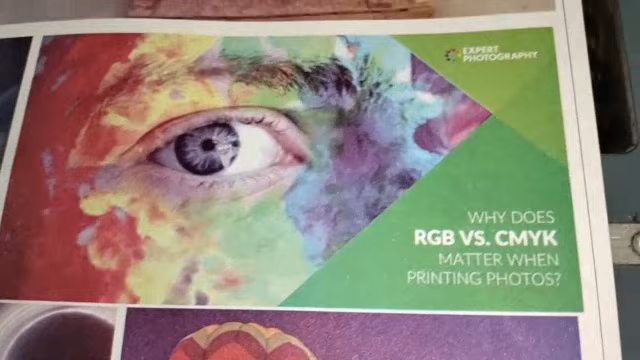 EXPERT
PHOTOGRAPHY
WHY DOES
RGB VS. CMYK
MATTER WHEN
PRINTING PHOTOS?